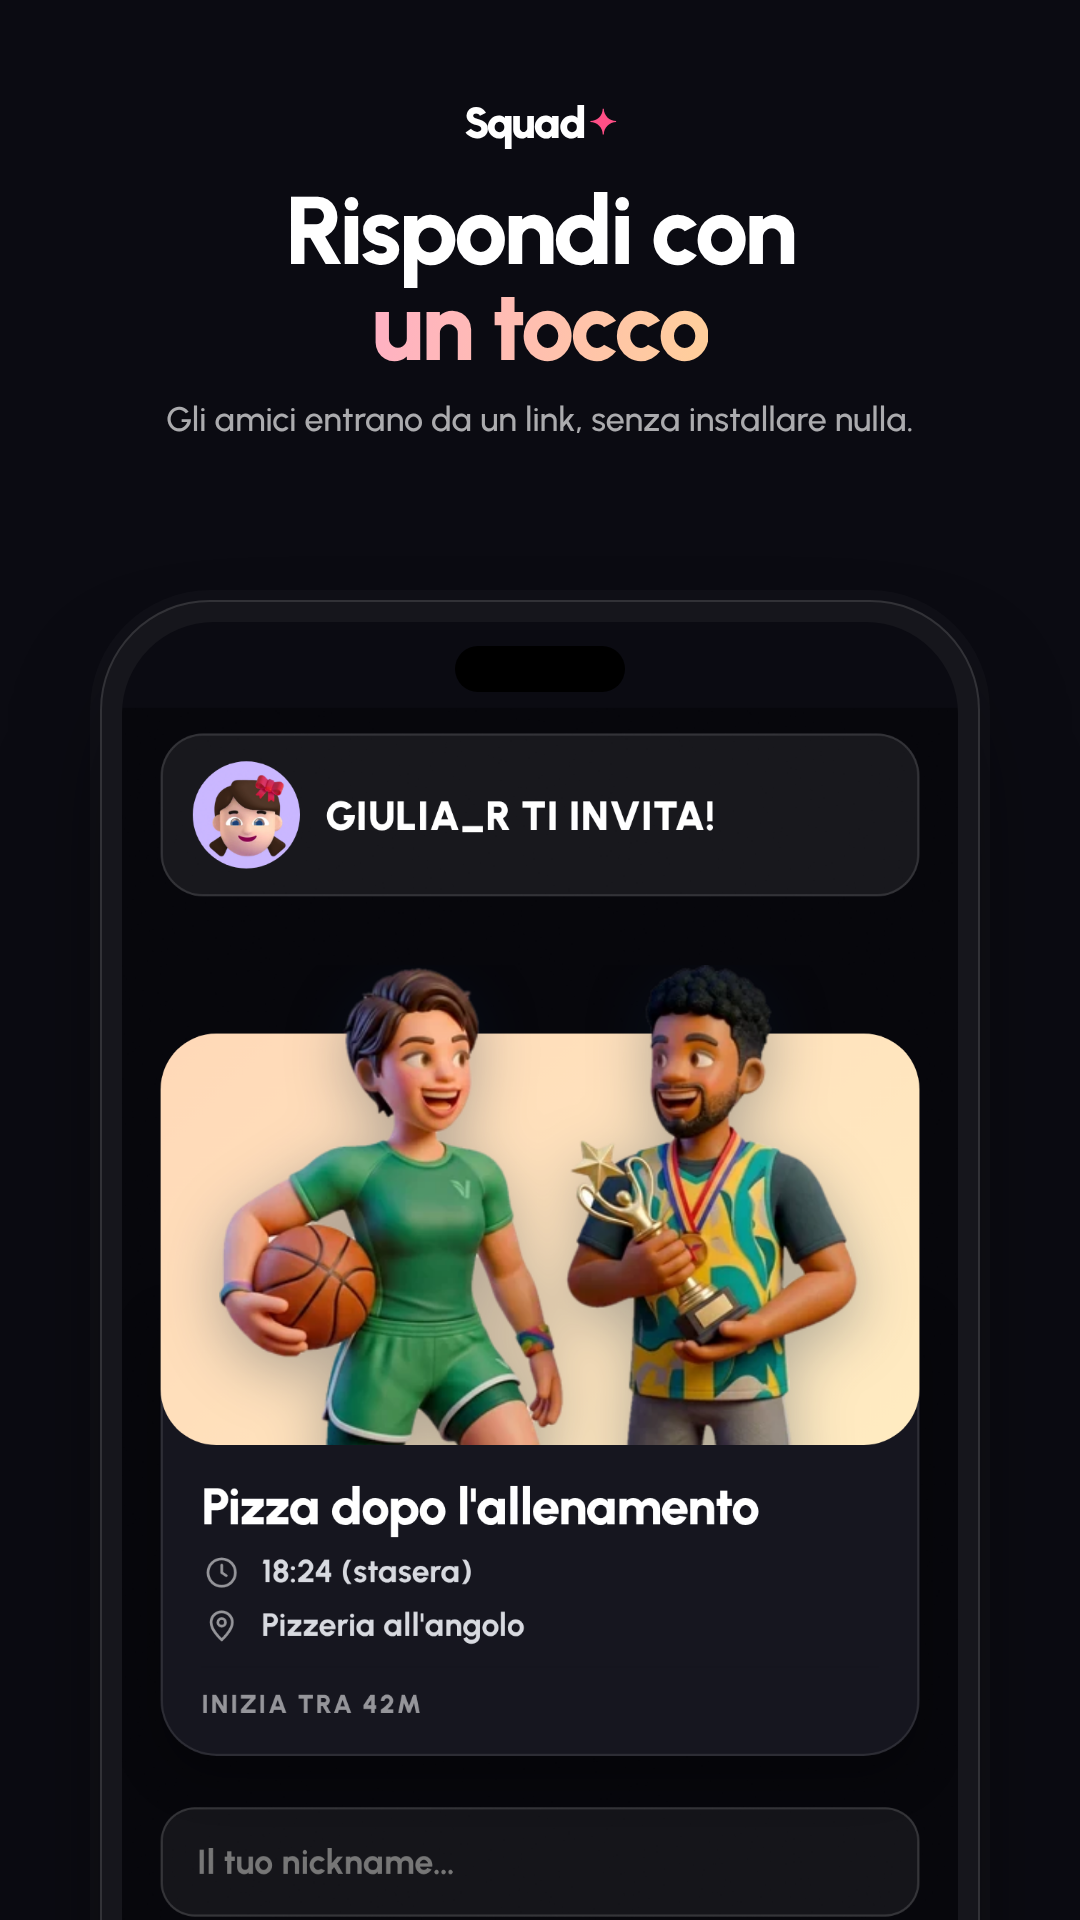 Squad
Rispondi con
un tocco
Gli amici entrano da un link, senza installare nulla.
GIULIA_R TI INVITA!
Pizza dopo l'allenamento
18:24 (stasera)
Pizzeria all'angolo
INIZIA TRA 42M
Il tuo nickname...